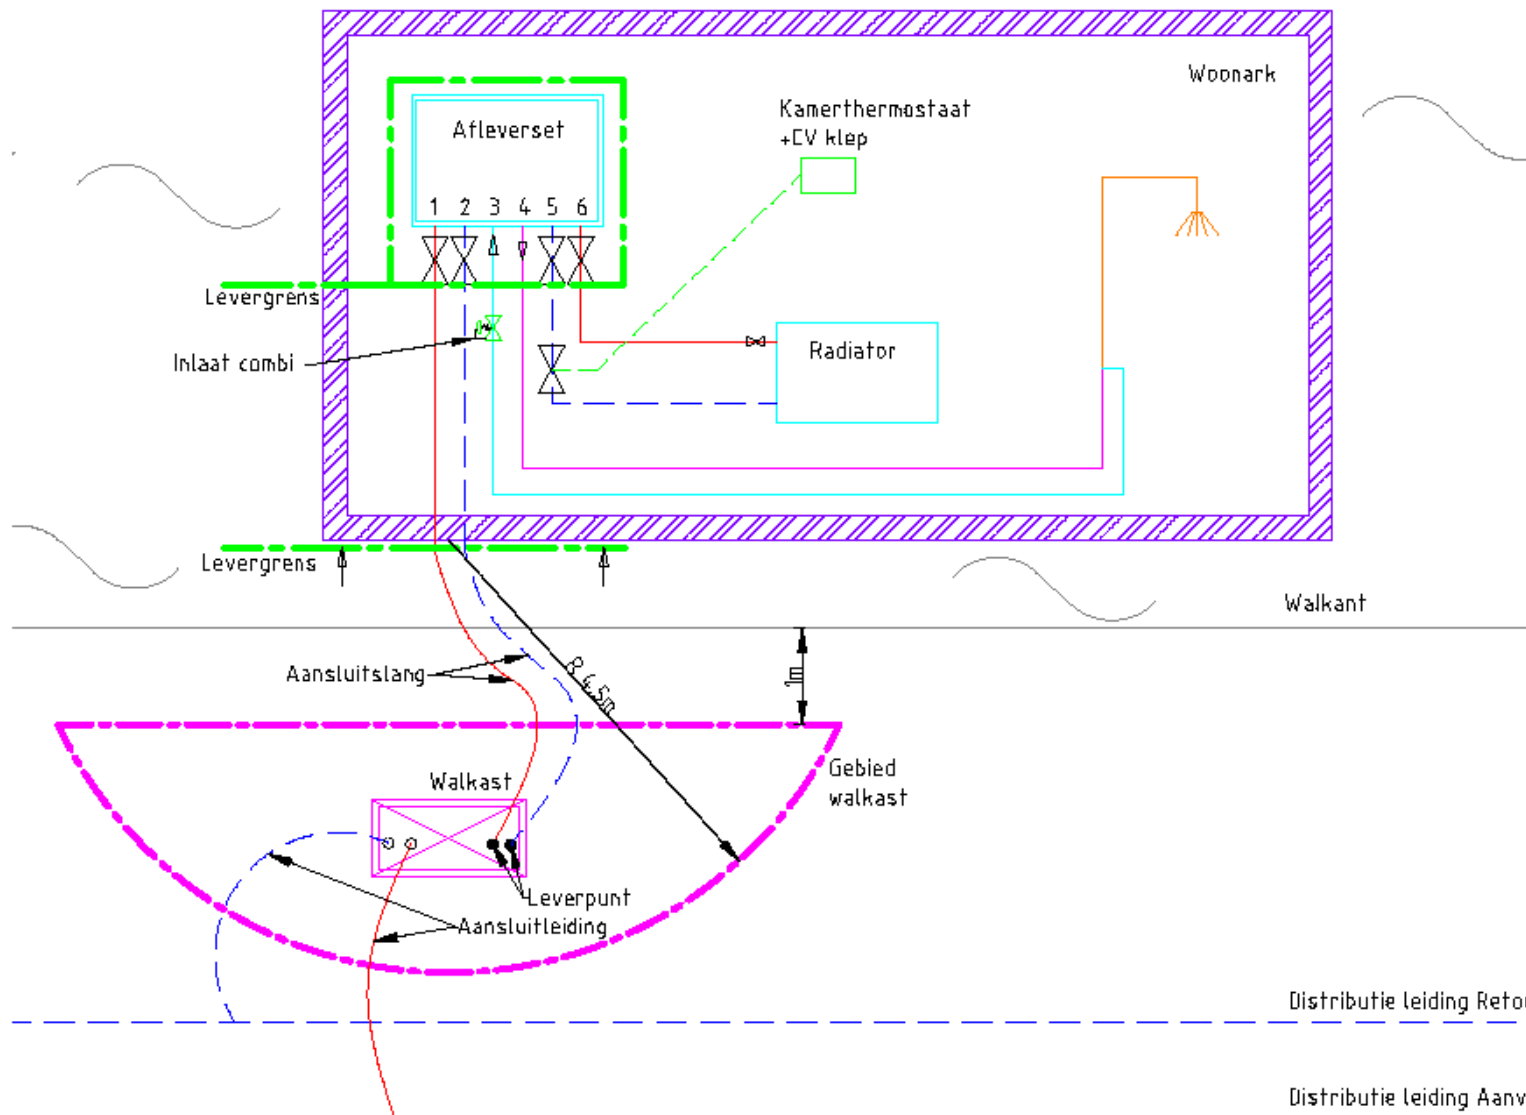 Woonark
Kamerthermostaat
+CV klep
Afleverset
1 2 3 4 5 6
Levergrens
Inlaat combi
Radiator
Levergrens
Walkant
Aansluitslang
R 4,5m
1m
Walkast
Gebied
walkast
Leverpunt
Aansluitleiding
Distributie leiding Reto
Distributie leiding Aanv